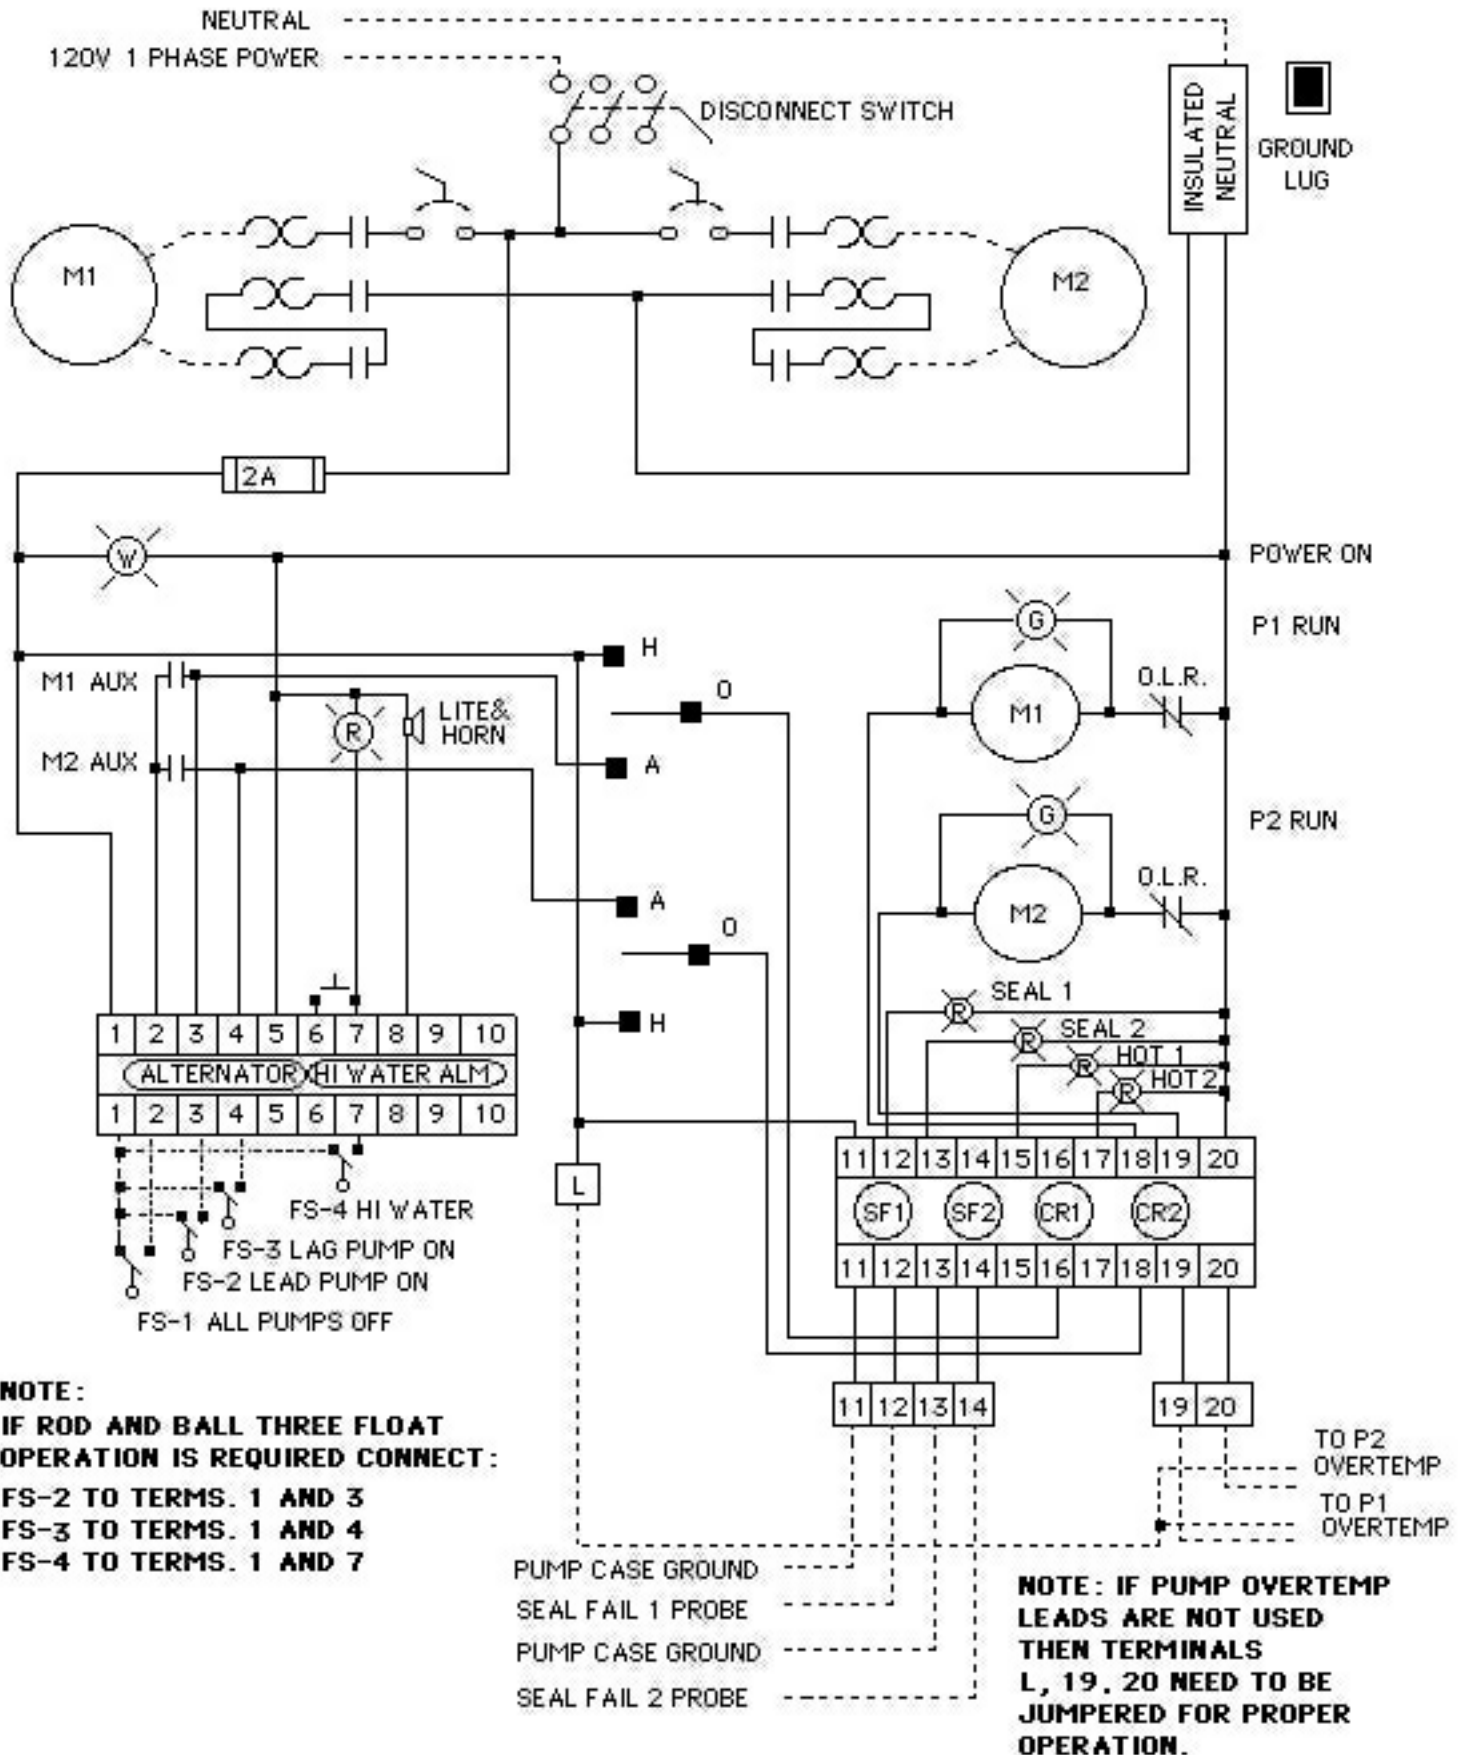 NEUTRAL
120V 1 PHASE POWER
DISCONNECT SWITCH
INSULATED
NEUTRAL
GROUND
LUG
M1
M2
2A
W
POWER ON
G
P1 RUN
H
M1 AUX
O
O.L.R.
M1
R
LITE&
HORN
M2 AUX
A
G
P2 RUN
O.L.R.
A
M2
O
R
SEAL 1
H
R
SEAL 2
R
HOT 1
R
HOT 2
1 2 3 4 5 6 7 8 9 10
ALTERNATOR HI WATER ALM
1 2 3 4 5 6 7 8 9 10
11 12 13 14 15 16 17 18 19 20
SF1 SF2 CR1 CR2
11 12 13 14 15 16 17 18 19 20
L
FS-4 HI WATER
FS-3 LAG PUMP ON
FS-2 LEAD PUMP ON
FS-1 ALL PUMPS OFF
11 12 13 14
19 20
NOTE:
IF ROD AND BALL THREE FLOAT
OPERATION IS REQUIRED CONNECT:
FS-2 TO TERMS. 1 AND 3
FS-3 TO TERMS. 1 AND 4
FS-4 TO TERMS. 1 AND 7
TO P2
OVERTEMP
TO P1
OVERTEMP
PUMP CASE GROUND
SEAL FAIL 1 PROBE
PUMP CASE GROUND
SEAL FAIL 2 PROBE
NOTE: IF PUMP OVERTEMP
LEADS ARE NOT USED
THEN TERMINALS
L, 19, 20 NEED TO BE
JUMPERED FOR PROPER
OPERATION.